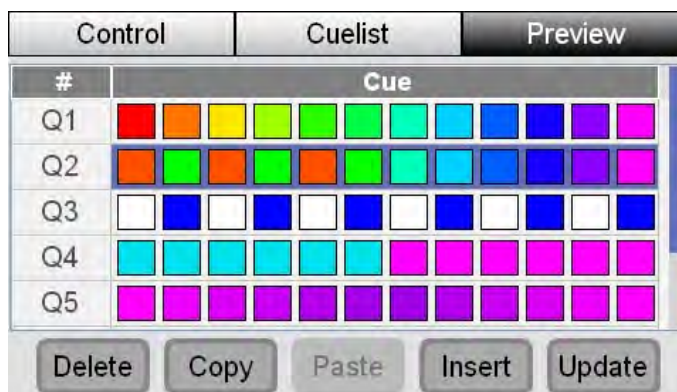 Control Cuelist Preview
# Cue
Q1
Q2
Q3
Q4
Q5
Delete Copy Paste Insert Update